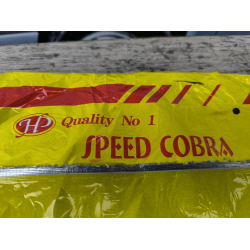 HP Quality No 1
SPEED COBRA